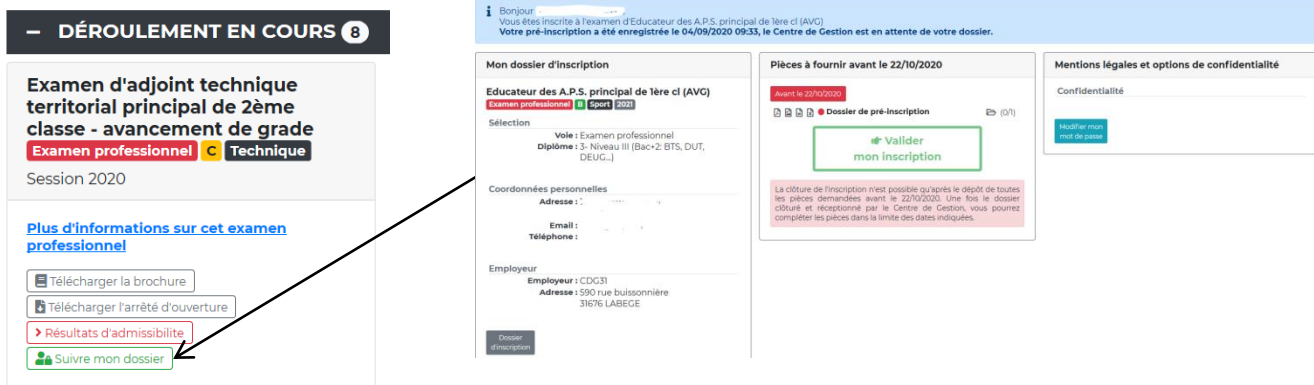 – DÉROULEMENT EN COURS 8
Examen d'adjoint technique
territorial principal de 2ème
classe - avancement de grade
Examen professionnel C Technique
Session 2020
Plus d'informations sur cet examen
professionnel
Télécharger la brochure
Télécharger l'arrêté d'ouverture
Résultats d'admissibilite
Suivre mon dossier
Bonjour
Vous êtes inscrite à l'examen d'Educateur des A.P.S. principal de 1ère cl (AVG)
Votre pré-inscription a été enregistrée le 04/09/2020 09:33, le Centre de Gestion est en attente de votre dossier.
Mon dossier d'inscription
Educateur des A.P.S. principal de 1ère cl (AVG)
Examen professionnel B Sport 2021
Sélection
Voie : Examen professionnel
Diplôme : 3- Niveau III (Bac+2: BTS, DUT,
DEUG...)
Coordonnées personnelles
Adresse :
Email :
Téléphone :
Employeur
Employeur : CDG31
Adresse : 590 rue buissonnière
31676 LABEGE
Dossier
d'inscription
Pièces à fournir avant le 22/10/2020
Avant le 22/10/2020
Dossier de pré-inscription (0/1)
Valider
mon inscription
La clôture de l'inscription n'est possible qu'après le dépôt de toutes
les pièces demandées avant le 22/10/2020. Une fois le dossier
clôturé et réceptionné par le Centre de Gestion, vous pourrez
compléter les pièces dans la limite des dates indiquées.
Mentions légales et options de confidentialité
Confidentialité
Modifier mon
mot de passe